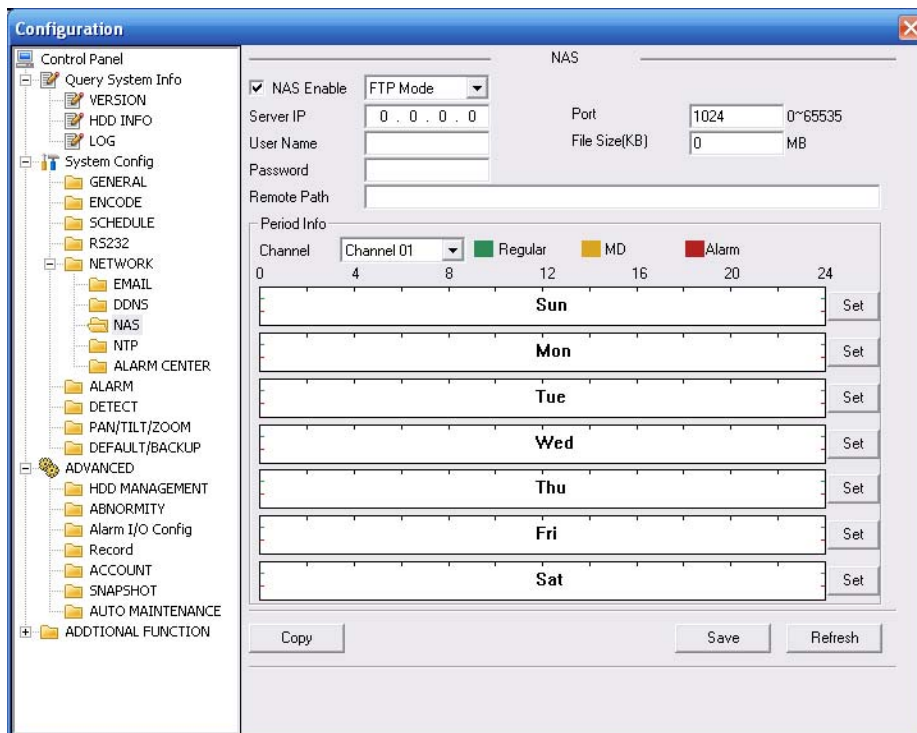 Configuration
Control Panel
Query System Info
VERSION
HDD INFO
LOG
System Config
GENERAL
ENCODE
SCHEDULE
RS232
NETWORK
EMAIL
DDNS
NAS
NTP
ALARM CENTER
ALARM
DETECT
PAN/TILT/ZOOM
DEFAULT/BACKUP
ADVANCED
HDD MANAGEMENT
ABNORMITY
Alarm I/O Config
Record
ACCOUNT
SNAPSHOT
AUTO MAINTENANCE
ADDTIONAL FUNCTION
NAS
NAS Enable FTP Mode
Server IP 0 . 0 . 0 . 0 Port 1024 0~65535
User Name File Size(KB) 0 MB
Password
Remote Path
Period Info
Channel Channel 01 Regular MD Alarm
0 4 8 12 16 20 24
Sun Set
Mon Set
Tue Set
Wed Set
Thu Set
Fri Set
Sat Set
Copy Save Refresh